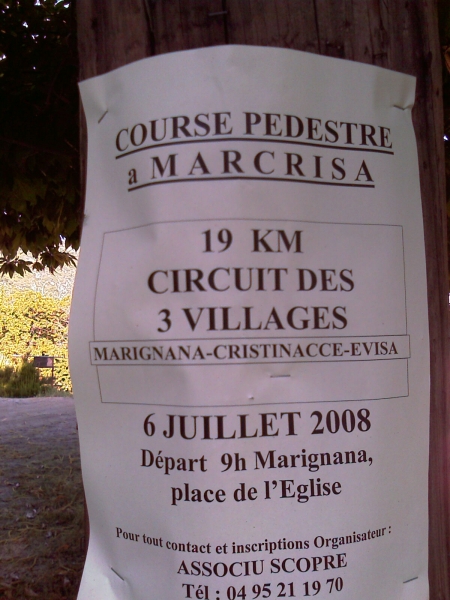 COURSE PEDESTRE
a MARCRISA
19 KM
CIRCUIT DES
3 VILLAGES
MARIGNANA-CRISTINACCE-EVISA
6 JUILLET 2008
Départ 9h Marignana,
place de l'Eglise
Pour tout contact et inscriptions Organisateur :
ASSOCIU SCOPRE
Tél : 04 95 21 19 70